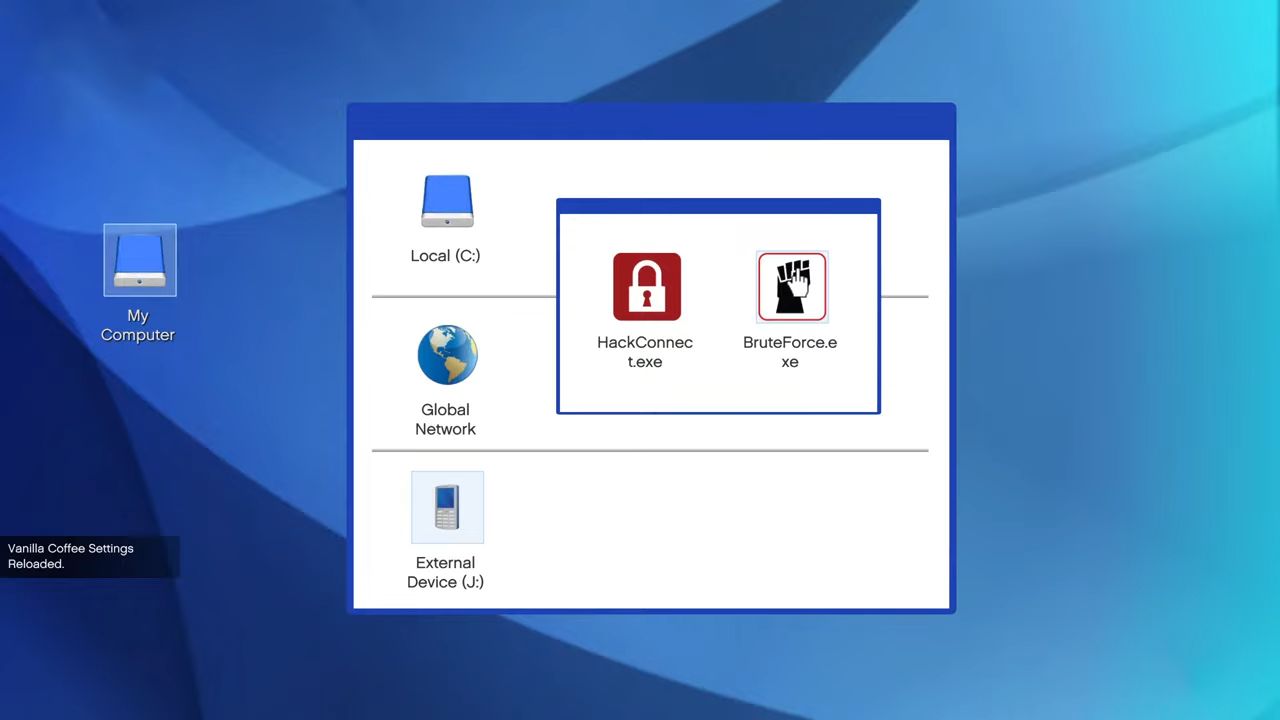 Local (C:)
HackConnec
t.exe
BruteForce.e
xe
My
Computer
Global
Network
Vanilla Coffee Settings
Reloaded.
External
Device (J:)